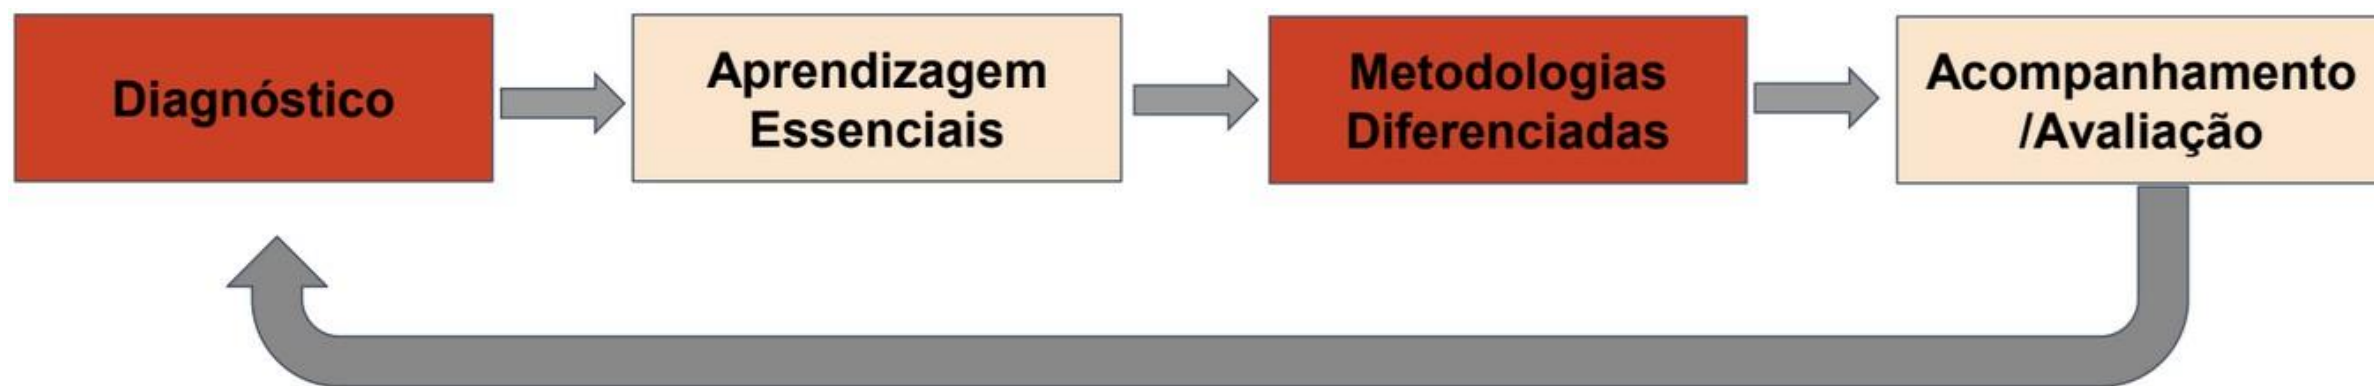 Diagnóstico
Aprendizagem
Essenciais
Metodologias
Diferenciadas
Acompanhamento
/Avaliação